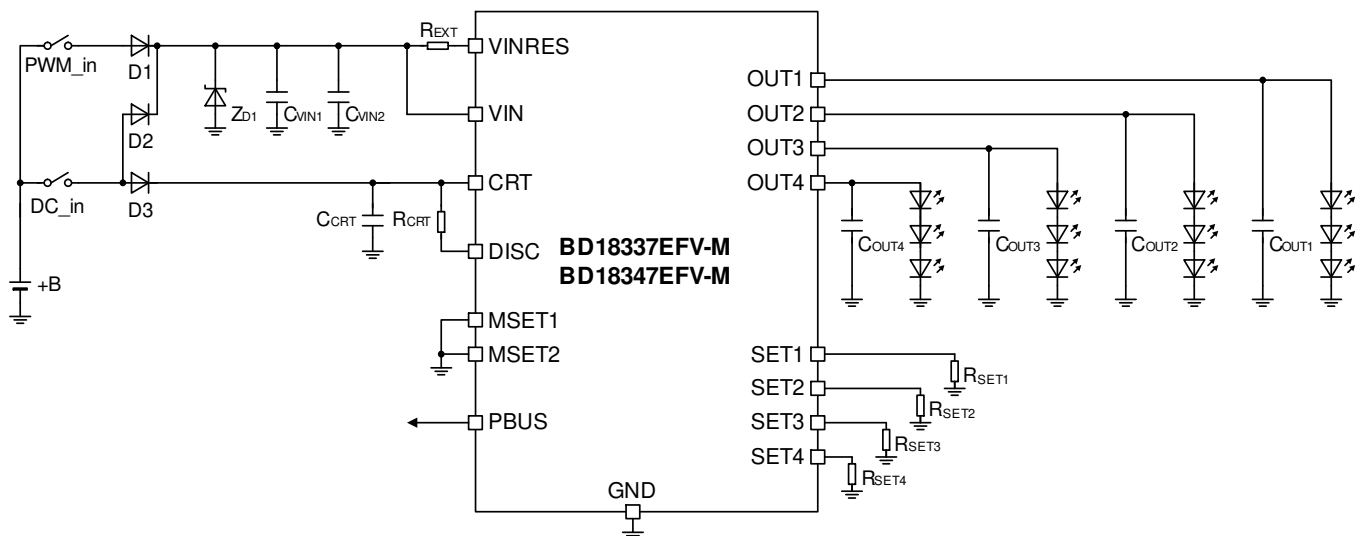 PWM_in
D1
D2
DC_in
D3
+B
ZD1
CVIN1
CVIN2
REXT
CCRT
RCRT
VINRES
VIN
CRT
DISC
MSET1
MSET2
PBUS
GND
BD18337EFV-M
BD18347EFV-M
OUT1
OUT2
OUT3
OUT4
SET1
SET2
SET3
SET4
COUT4
COUT3
COUT2
COUT1
RSET1
RSET2
RSET3
RSET4